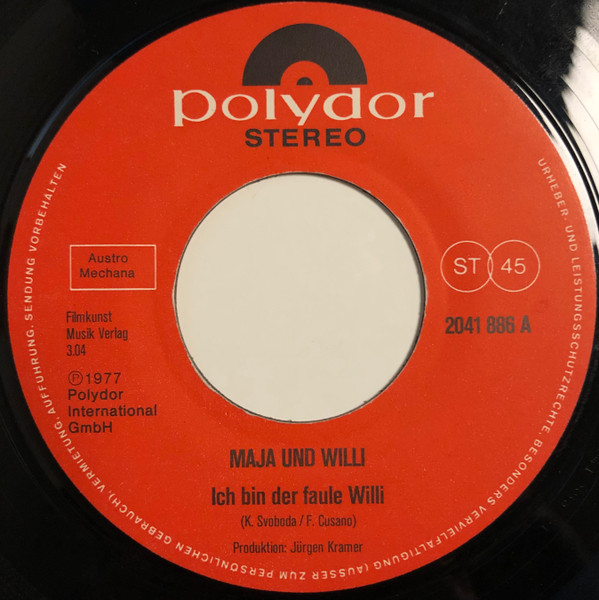 polydor
STEREO
Austro
Mechana
ST 45
Filmkunst
Musik Verlag
3.04
2041 886 A
Ⓟ1977
Polydor
International
GmbH
MAJA UND WILLI
Ich bin der faule Willi
(K. Svoboda / F. Cusano)
Produktion: Jürgen Kramer
URHEBER- UND LEISTUNGSSCHUTZRECHTE, BESONDERS VERVIELFÄLTIGUNG (AUSSER ZUM PERSÖNLICHEN GEBRAUCH), VERMIETUNG, AUFFÜHRUNG, SENDUNG VORBEHALTEN